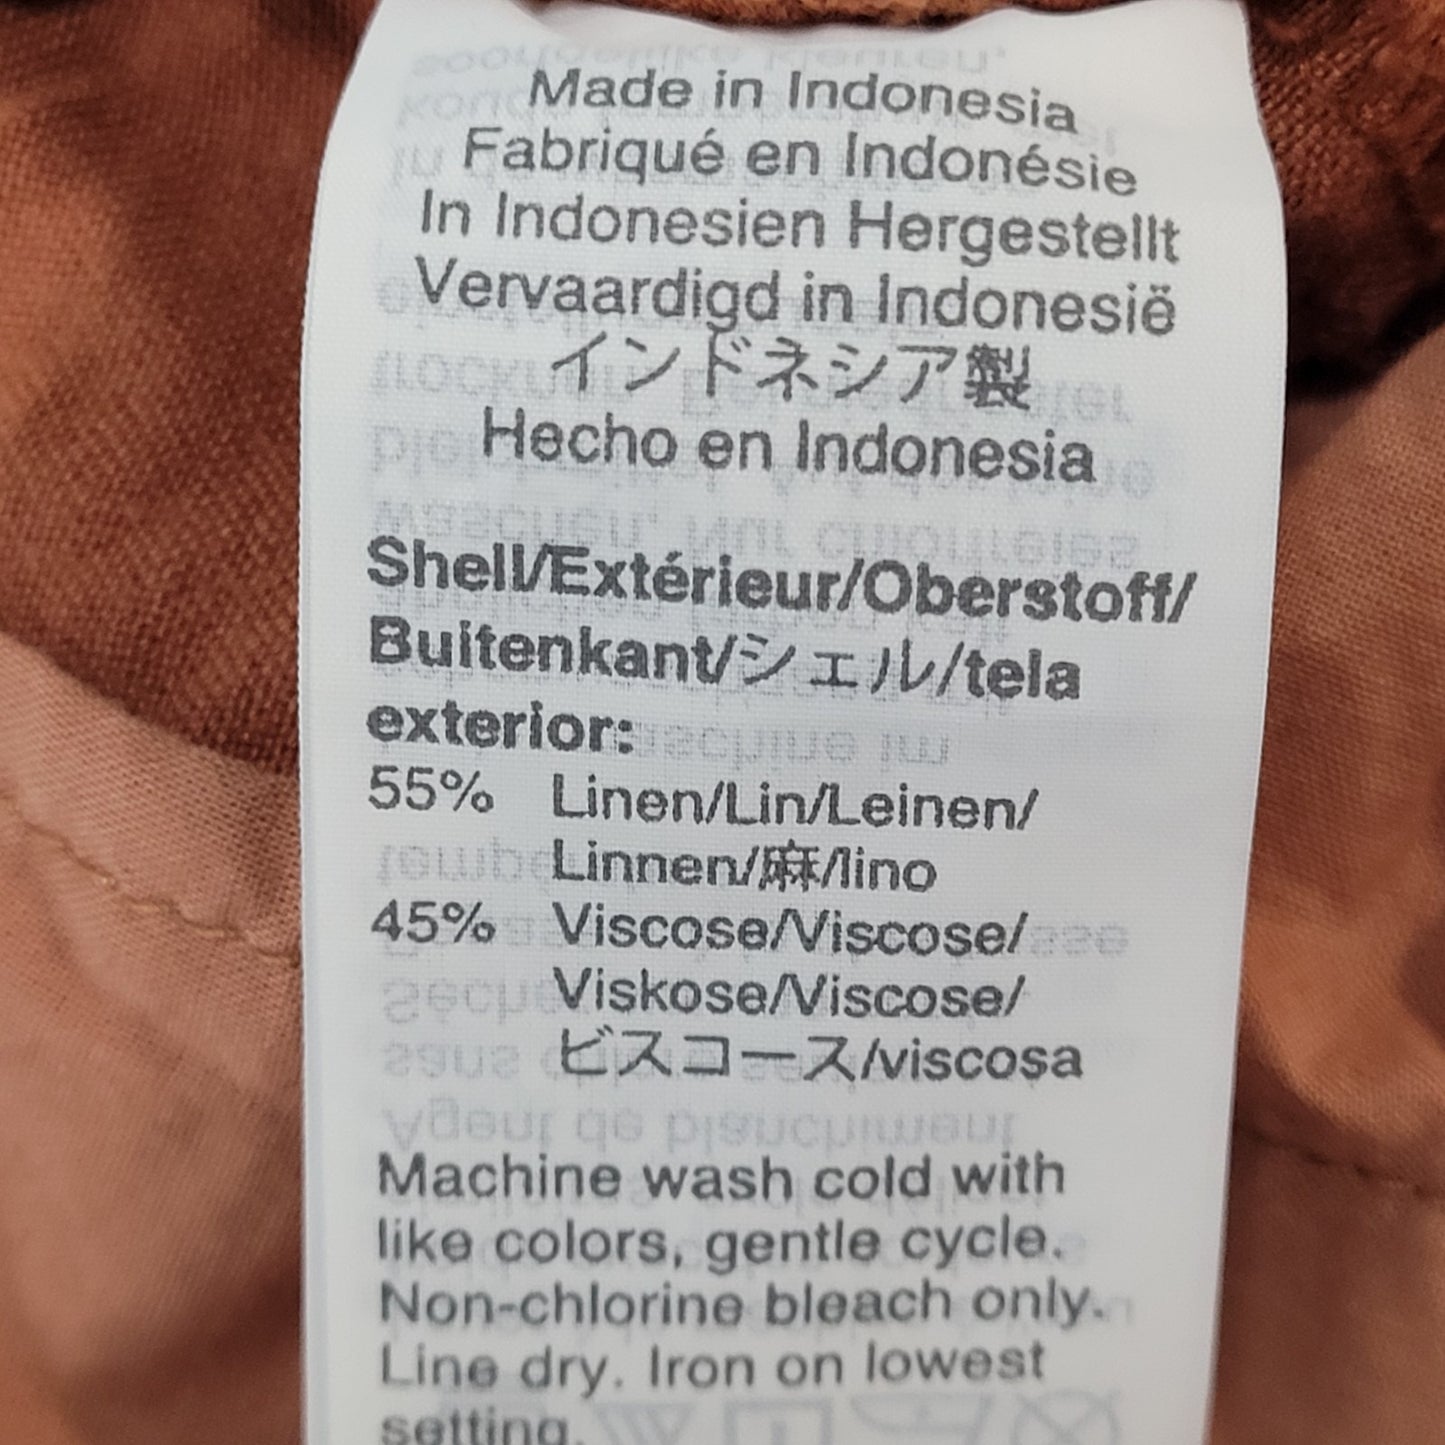 Made in Indonesia
Fabriqué en Indonésie
In Indonesien Hergestellt
Vervaardigd in Indonesië
インドネシア製
Hecho en Indonesia
Shell/Extérieur/Oberstoff/
Buitenkant/シェル/tela
exterior:
55% Linen/Lin/Leinen/
Linnen/麻/lino
45% Viscose/Viscose/
Viskose/Viscose/
ビスコース/viscosa
Machine wash cold with
like colors, gentle cycle.
Non-chlorine bleach only.
Line dry. Iron on lowest
setting.